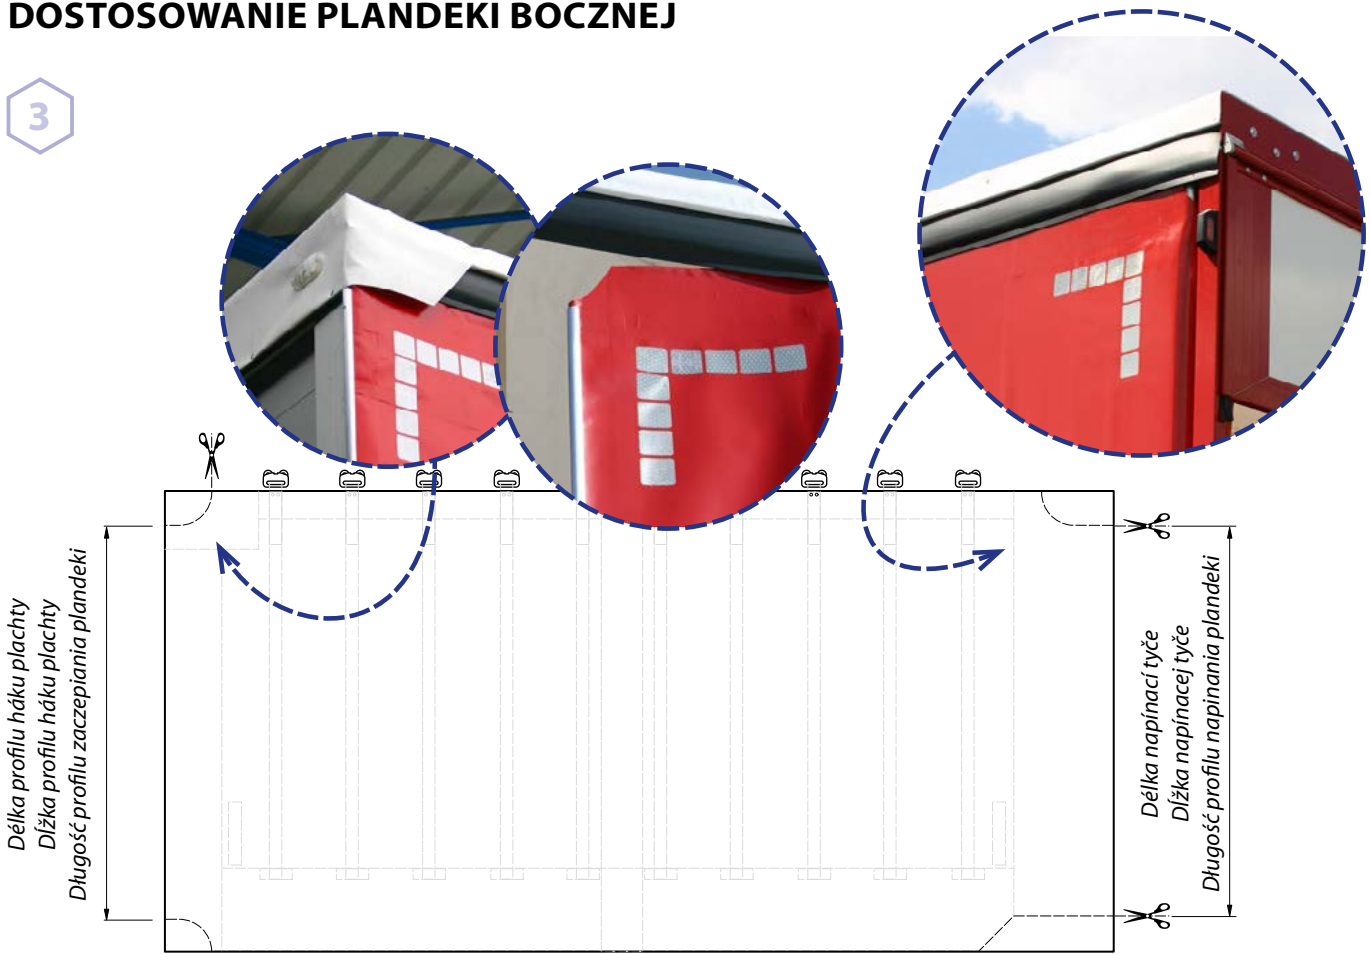 DOSTOSOWANIE PLANDEKI BOCZNEJ
3
Délka profilu háku plachty
Dĺžka profilu háku plachty
Długość profilu zaczepiania plandeki
Délka napínací tyče
Dĺžka napínacej tyče
Długość profilu napinania plandeki